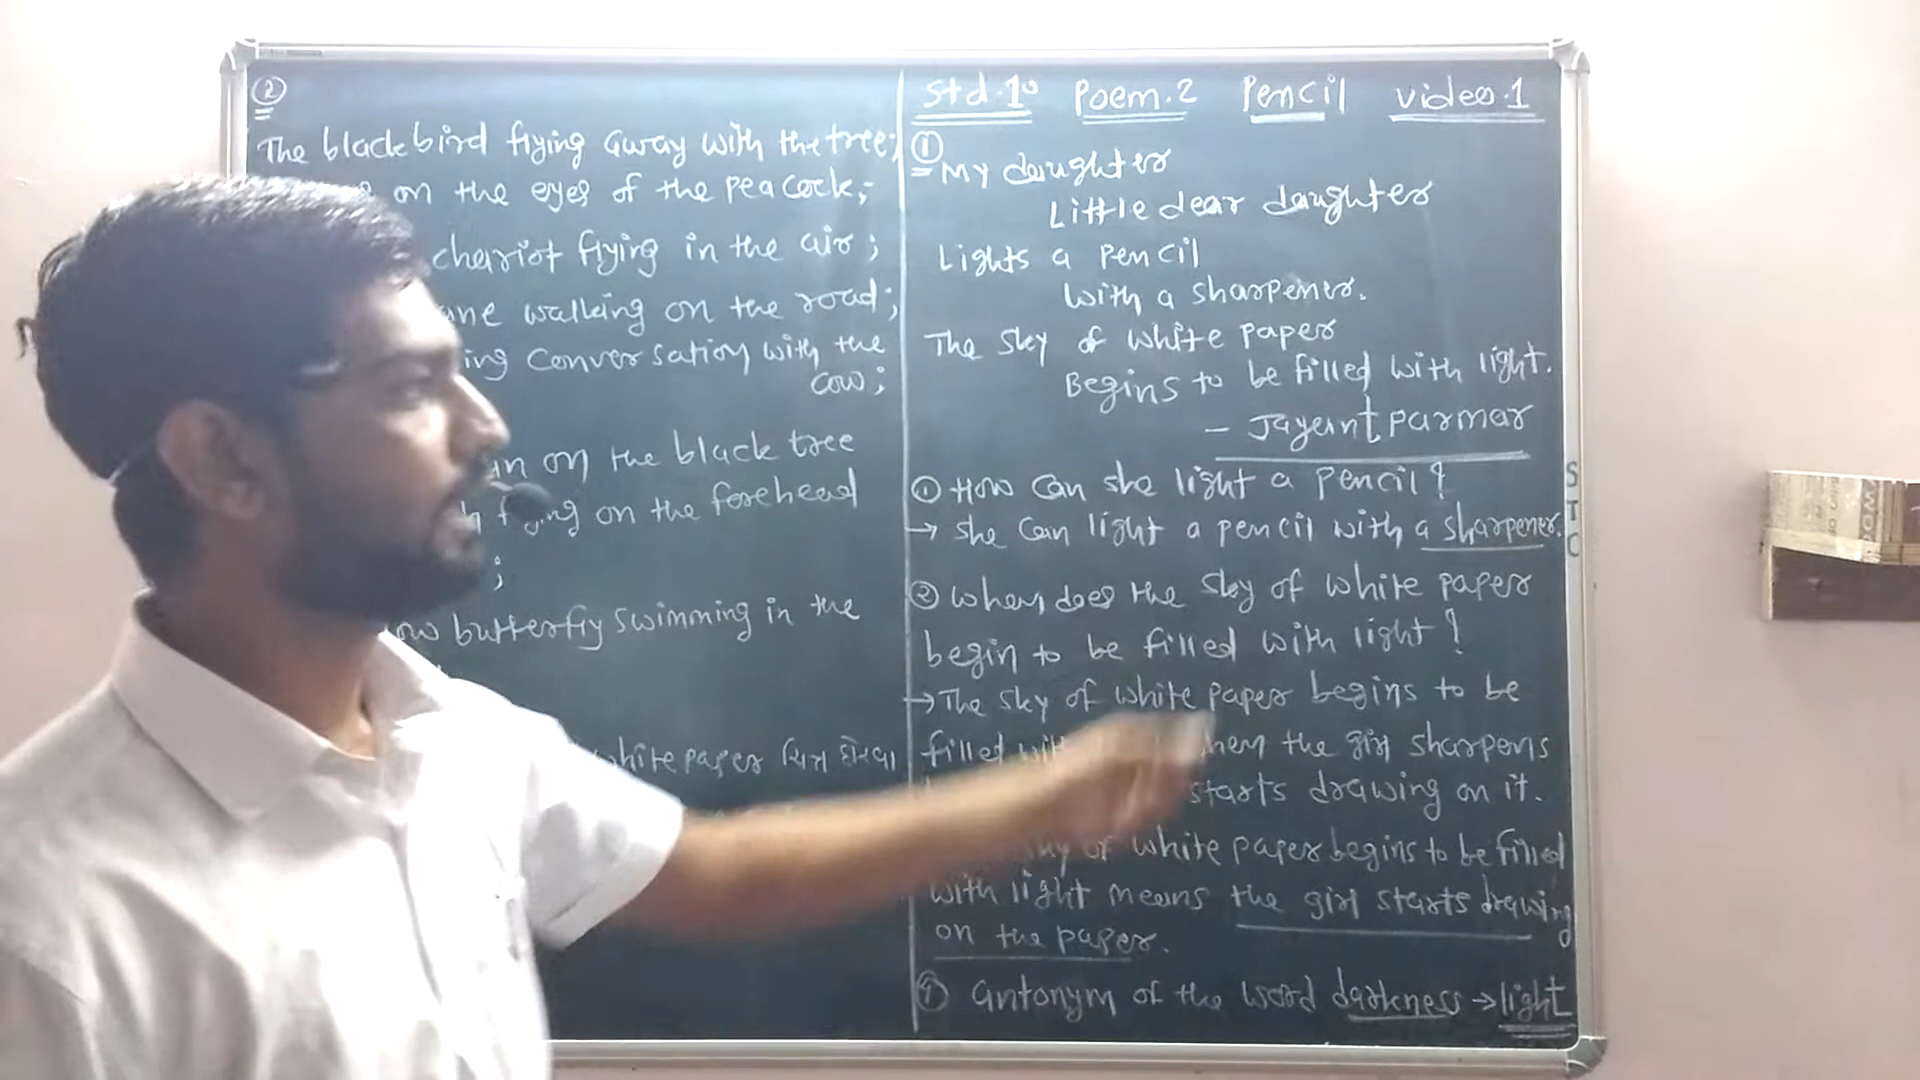 ②
The blackbird flying away with the tree;
on the eyes of the peacock;
chariot flying in the air;
walking on the road;
ing conversation with the
cow;
on the black tree
on the forehead
;
butterfly swimming in the
white paper
Std.10 Poem.2 Pencil video.1
①
My daughter
Little dear daughter
Lights a pencil
with a sharpener.
The sky of white paper
Begins to be filled with light.
- Jayant Parmar
① How can she light a pencil?
→ she can light a pencil with a sharpener.
② When does the sky of white paper
begin to be filled with light?
→ The sky of white paper begins to be
filled when the girl sharpens
starts drawing on it.
sky of white paper begins to be filled
with light means the girl starts drawing
on the paper.
④ antonym of the word darkness → light
S
T
C